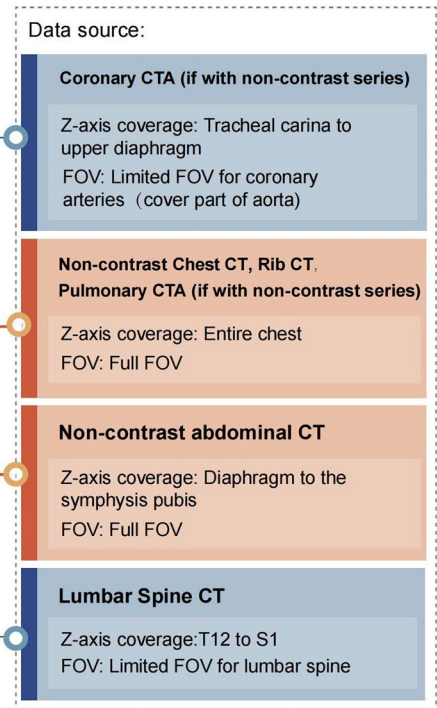 Data source:
Coronary CTA (if with non-contrast series)
Z-axis coverage: Tracheal carina to
upper diaphragm
FOV: Limited FOV for coronary
arteries（cover part of aorta)
Non-contrast Chest CT, Rib CT,
Pulmonary CTA (if with non-contrast series)
Z-axis coverage: Entire chest
FOV: Full FOV
Non-contrast abdominal CT
Z-axis coverage: Diaphragm to the
symphysis pubis
FOV: Full FOV
Lumbar Spine CT
Z-axis coverage:T12 to S1
FOV: Limited FOV for lumbar spine